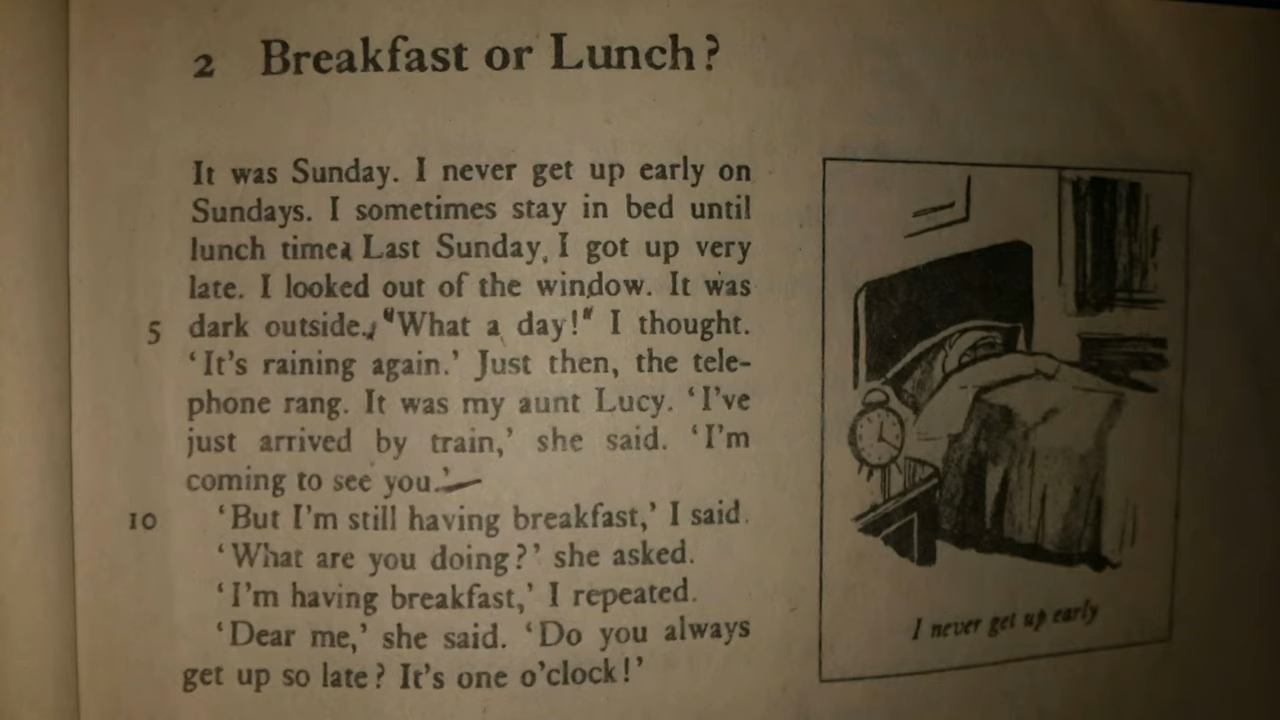 2 Breakfast or Lunch?
It was Sunday. I never get up early on
Sundays. I sometimes stay in bed until
lunch time. Last Sunday, I got up very
late. I looked out of the window. It was
5 dark outside. "What a day!" I thought.
'It's raining again.' Just then, the tele-
phone rang. It was my aunt Lucy. 'I've
just arrived by train,' she said. 'I'm
coming to see you.'
10 'But I'm still having breakfast,' I said.
'What are you doing?' she asked.
'I'm having breakfast,' I repeated.
'Dear me,' she said. 'Do you always
get up so late? It's one o'clock!'
I never get up early